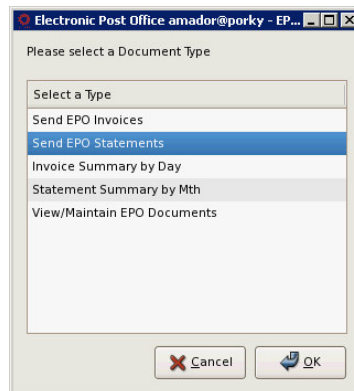 Electronic Post Office amador@porky - EP...
Please select a Document Type
Select a Type
Send EPO Invoices
Send EPO Statements
Invoice Summary by Day
Statement Summary by Mth
View/Maintain EPO Documents
Cancel
OK